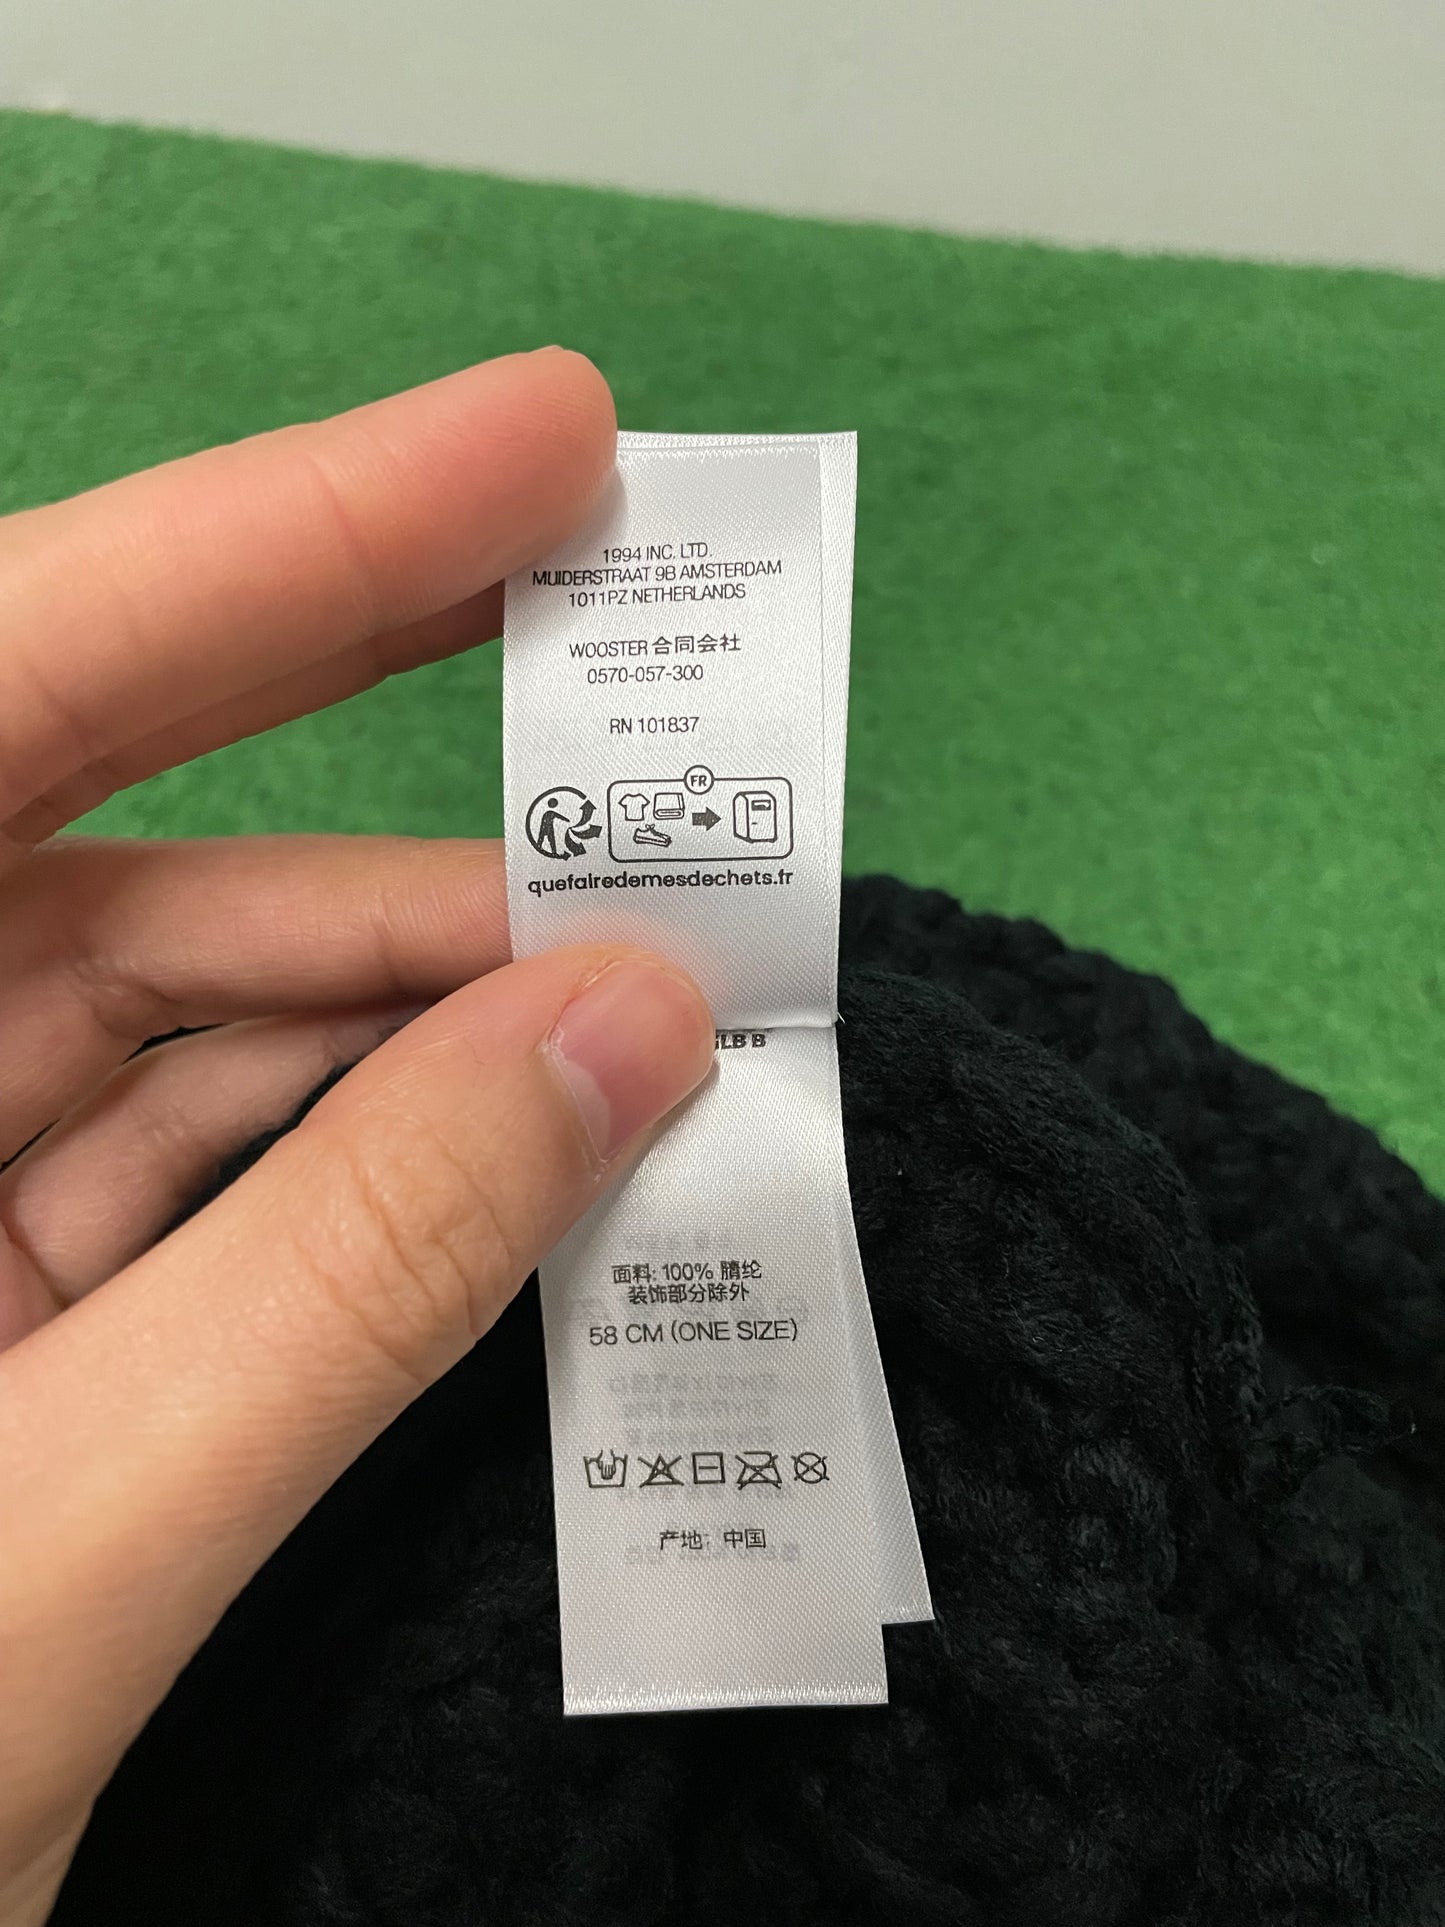 1994 INC. LTD.
MUIDERSTRAAT 9B AMSTERDAM
1011PZ NETHERLANDS
WOOSTER 合同会社
0570-057-300
RN 101837
FR
quefairedemesdechets.fr
LB B
面料: 100% 腈纶
装饰部分除外
58 CM (ONE SIZE)
产地: 中国